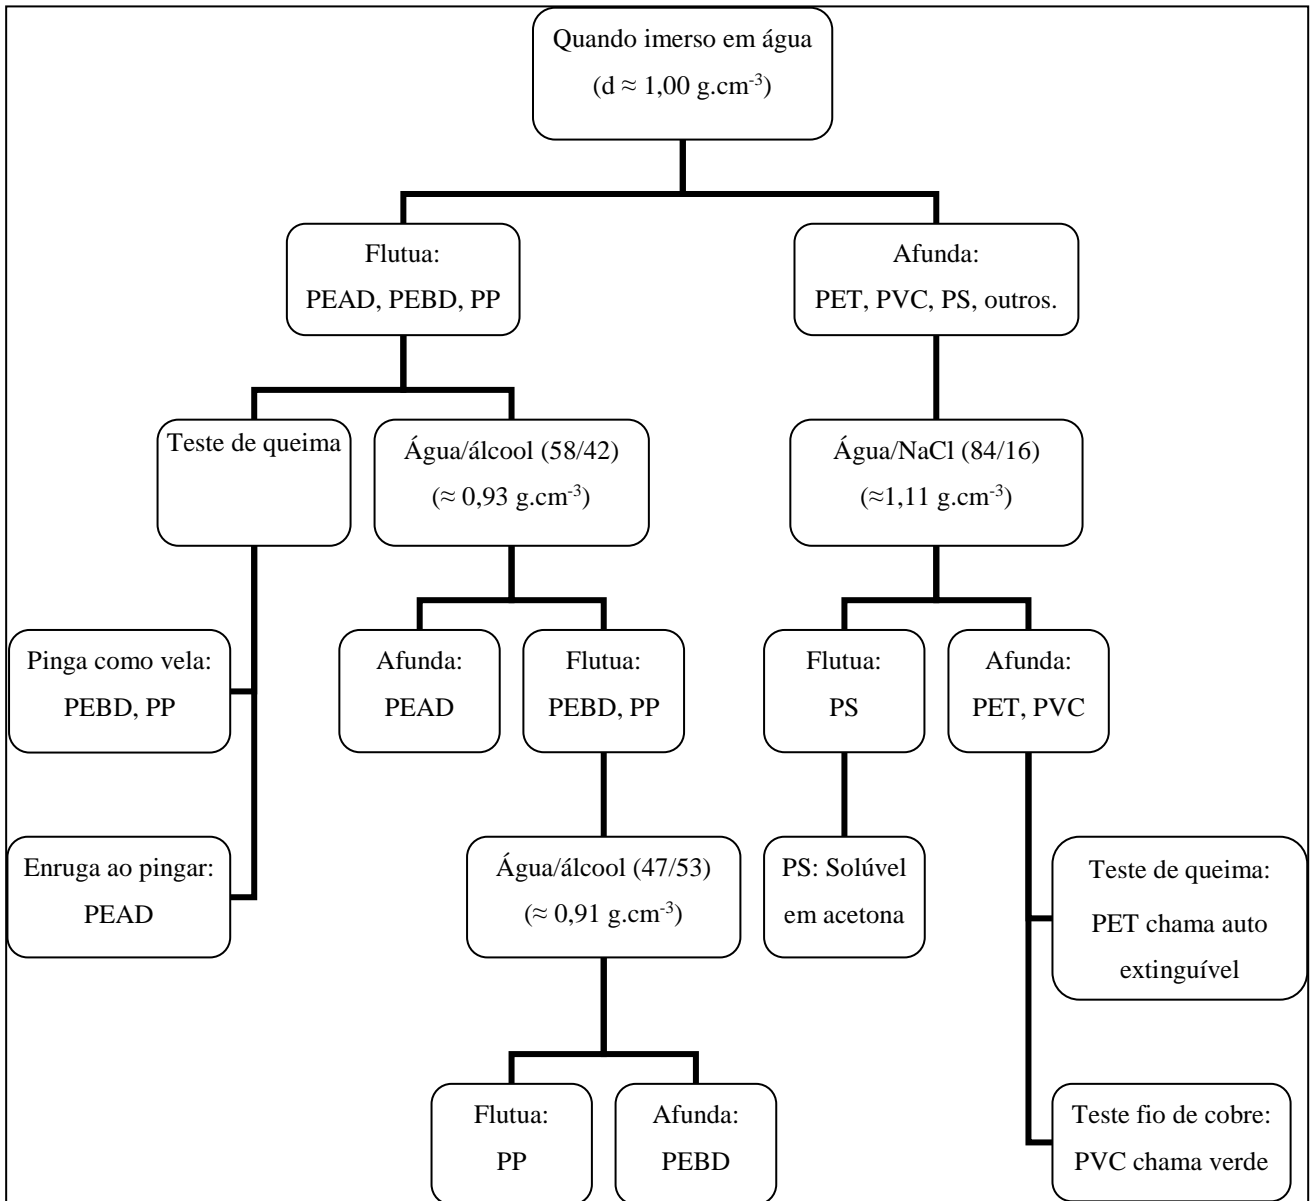 Quando imerso em água
(d ≈ 1,00 g.cm⁻³)
Flutua:
PEAD, PEBD, PP
Afunda:
PET, PVC, PS, outros.
Teste de queima
Água/álcool (58/42)
(≈ 0,93 g.cm⁻³)
Água/NaCl (84/16)
(≈1,11 g.cm⁻³)
Pinga como vela:
PEBD, PP
Afunda:
PEAD
Flutua:
PEBD, PP
Flutua:
PS
Afunda:
PET, PVC
Enruga ao pingar:
PEAD
Água/álcool (47/53)
(≈ 0,91 g.cm⁻³)
PS: Solúvel
em acetona
Teste de queima:
PET chama auto
extinguível
Flutua:
PP
Afunda:
PEBD
Teste fio de cobre:
PVC chama verde